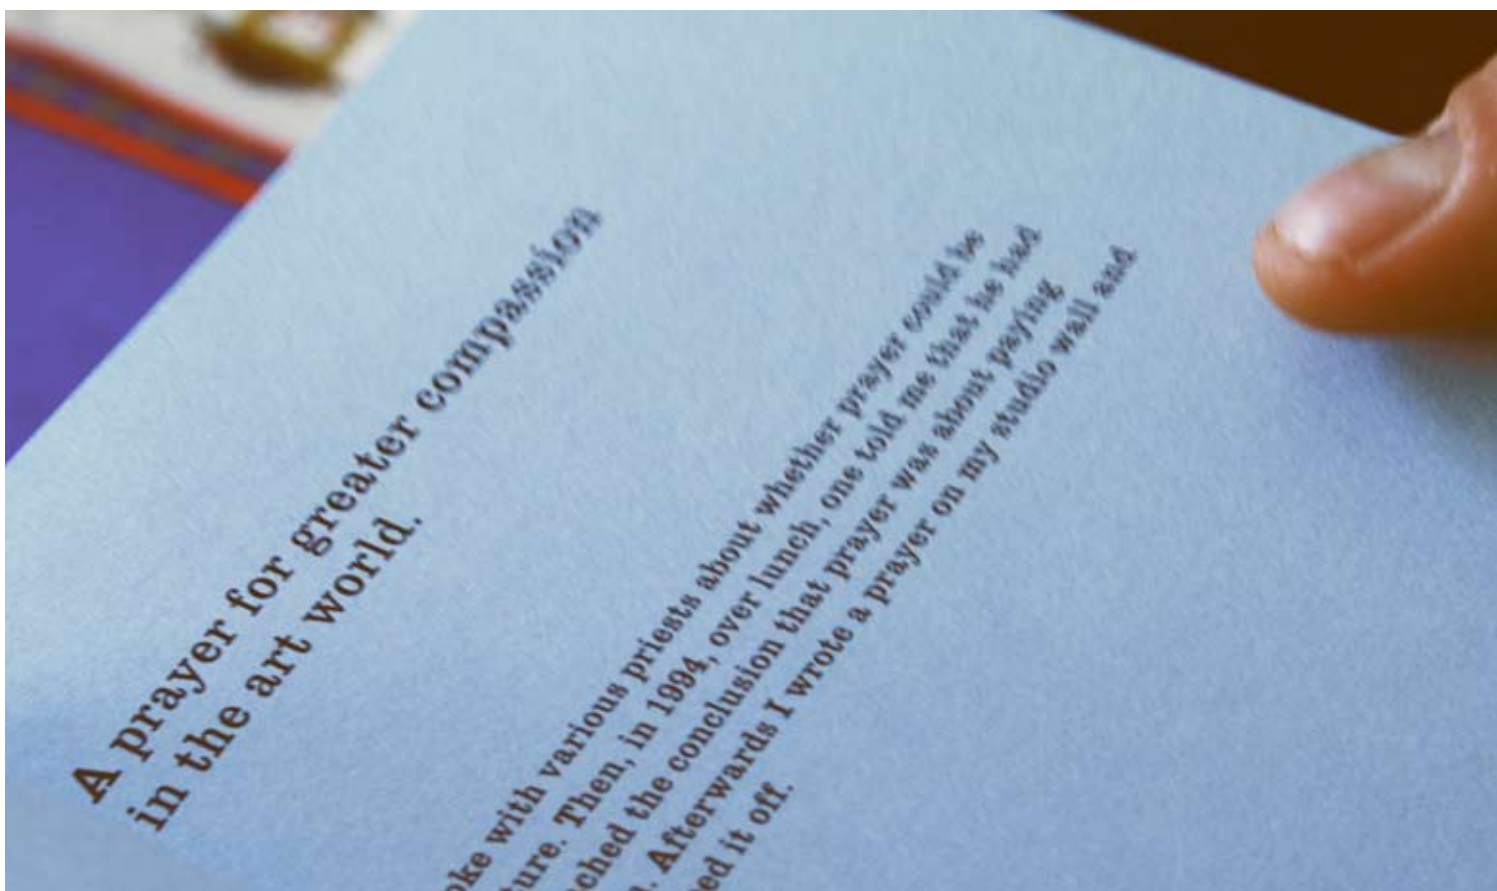 A prayer for greater compassion
in the art world.
oke with various priests about whether prayer could be
ture. Then, in 1994, over lunch, one told me that he had
ched the conclusion that prayer was about paying
n. Afterwards I wrote a prayer on my studio wall and
ped it off.